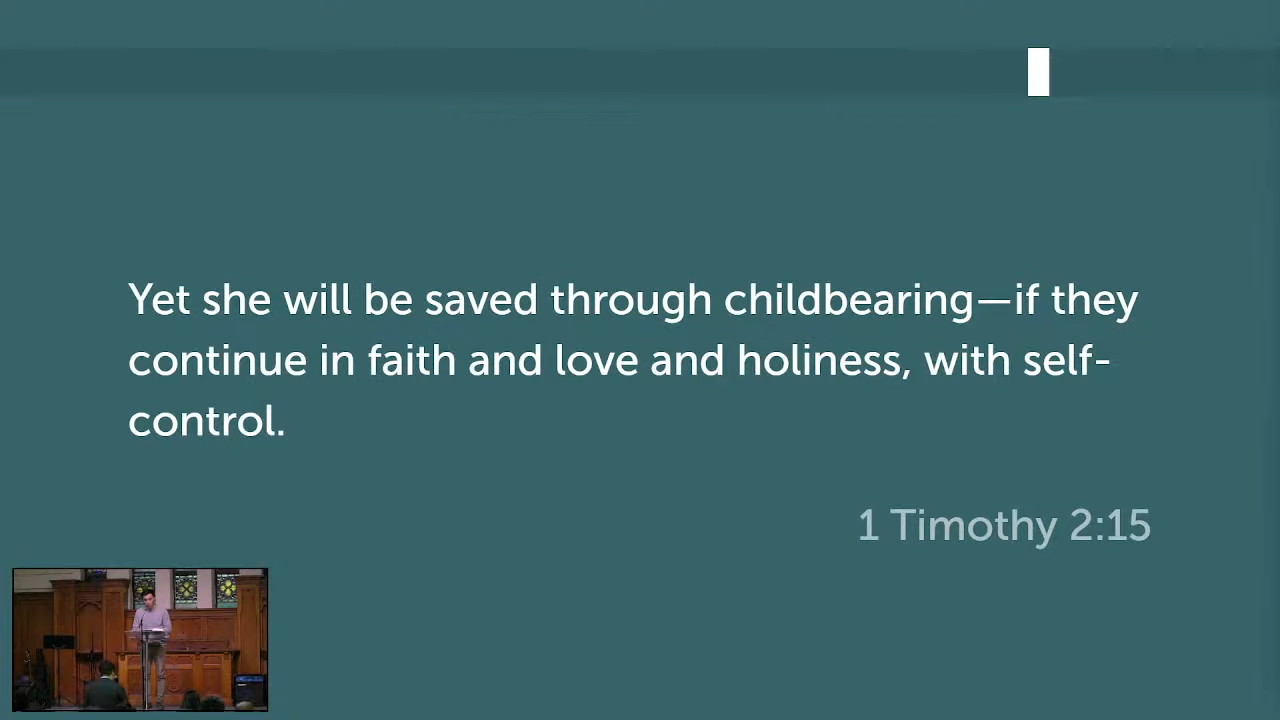 Yet she will be saved through childbearing—if they
continue in faith and love and holiness, with self-
control.
1 Timothy 2:15